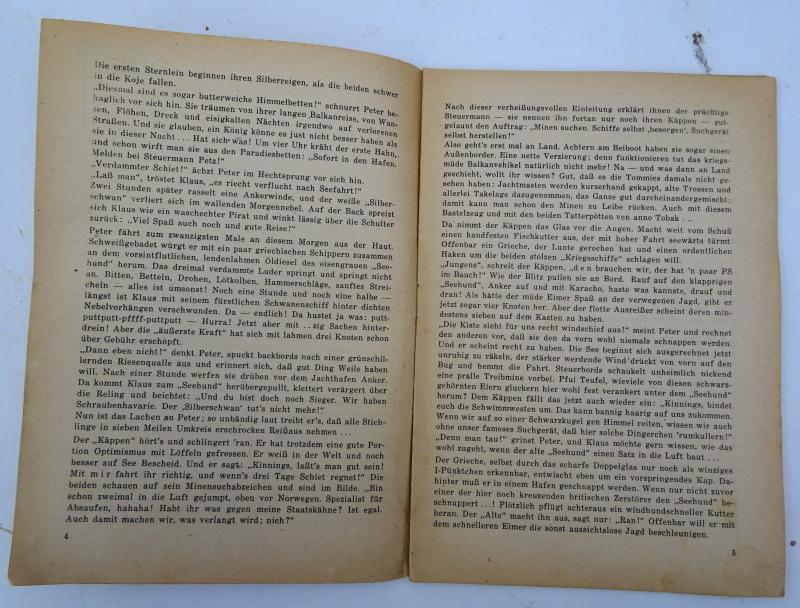 Die ersten Sternlein beginnen ihren Silberreigen, als die beiden schwer
in die Koje fallen.
„Diesmal sind es sogar butterweiche Himmelbetten!" schnurrt Peter be-
haglich vor sich hin. Sie träumen von ihrer langen Balkanreise, von Wan-
zen, Flöhen, Dreck und eisigkalten Nächten irgendwo auf verlorenen
Straßen. Und sie glauben, ein König könne es just nicht besser haben als
sie in dieser Nacht... Hat sich was! Um vier Uhr kräht der erste Hahn,
und schon wirft man sie aus den Paradiesbetten: „Sofort in den Hafen.
Melden bei Steuermann Petz!"
„Verdammter Schiet!" ächzt Peter im Hechtsprung vor sich hin.
„Laß man", tröstet Klaus, „es riecht verflucht nach Seefahrt!"
Zwei Stunden später rasselt eine Ankerwinde, und der weiße „Silber-
schwan" verliert sich im wallenden Morgennebel. Auf der Back spreizt
sich Klaus wie ein waschechter Pirat und winkt lässig über die Schulter
zurück: „Viel Spaß auch noch und gute Reise!"
Peter fährt zum zwanzigsten Male an diesem Morgen aus der Haut.
Schweißgebadet würgt er mit ein paar griechischen Schippern zusammen
an dem vorsintflutlichen, lendenlahmen Oldiesel des eisengrauen „See-
hund" herum. Das dreimal verdammte Luder springt und springt nicht
an. Bitten, Betteln, Drohen, Lötkolben, Hammerschläge, sanftes Strei-
cheln — alles ist umsonst! Noch eine Stunde und noch eine halbe —
längst ist Klaus mit seinem fürstlichen Schwanenschiff hinter dichten
Nebelvorhängen verschwunden. Da — endlich! Da hustet ja was: putt-
puttputt-pffff-puttputt — Hurra! Jetzt aber mit ..zig Sachen hinter-
drein! Aber die „äußerste Kraft" hat sich mit lahmen drei Knoten schon
über Gebühr erschöpft.
„Dann eben nicht!" denkt Peter, spuckt backbords nach einer grünschil-
lernden Riesenqualle aus und erinnert sich, daß gut Ding Weile haben
will. Nach einer Stunde werfen sie drüben vor dem Jachthafen Anker.
Da kommt Klaus zum „Seehund" herübergepullt, klettert verärgert über
die Reling und beichtet: „Und du bist doch noch Sieger. Wir haben
Schraubenhavarie. Der ‚Silberschwan' tut's nicht mehr!"
Nun ist das Lachen an Peter; so unbändig laut treibt er's, daß alle Stich-
linge in sieben Meilen Umkreis erschrocken Reißaus nehmen ...
Der „Käppen" hört's und schlingert 'ran. Er hat trotzdem eine gute Por-
tion Optimismus mit Löffeln gefressen. Er weiß in der Welt und noch
besser auf See Bescheid. Und er sagt: „Kinnings, laßt's man gut sein!
Mit mir fahrt ihr richtig, und wenn's drei Tage Schiet regnet!" Die
beiden schauen auf sein Minensuchabzeichen und sind im Bilde. „Bin
schon zweimal in die Luft gejumpt, oben vor Norwegen. Spezialist für
Absaufen, hahaha! Habt ihr was gegen meine Staatskähne? Ist egal.
Auch damit machen wir, was verlangt wird; nich?"
4
Nach dieser verheißungsvollen Einleitung erklärt ihnen der prächtige
Steuermann — sie nennen ihn fortan nur noch ihren Käppen — gut-
gelaunt den Auftrag: „Minen suchen. Schiffe selbst ‚besorgen', Suchgerät
selbst herstellen!"
Also geht's erst mal an Land. Achtern am Beiboot haben sie sogar einen
Außenborder. Eine nette Verzierung; denn funktionieren tut das kriegs-
müde Balkanvehikel natürlich nicht mehr! Na — und was dann an Land
geschieht, wollt ihr wissen? Gut, daß es die Tommies damals nicht ge-
sehen haben: Jachtmasten werden kurzerhand gekappt, alte Trossen und
allerlei Takelage dazugenommen, das Ganze gut durcheinandergemischt;
damit kann man schon den Minen zu Leibe rücken. Auch mit diesem
Bastelzeug und mit den beiden Tatterpötten von anno Tobak ...
Da nimmt der Käppen das Glas vor die Augen. Macht weit vom Schuß
einen handfesten Fischkutter aus, der mit hoher Fahrt seewärts türmt.
Offenbar ein Grieche, der Lunte gerochen hat und einen ordentlichen
Haken um die beiden stolzen „Kriegsschiffe" schlagen will.
„Jungens", schreit der Käppen, „den brauchen wir, der hat 'n paar PS
im Bauch!" Wie der Blitz pullen sie an Bord. Rauf auf den klapprigen
„Seehund", Anker auf und mit Karacho, haste was kannste, drauf und
dran! Als hätte der müde Eimer Spaß an der verwegenen Jagd, gibt er
jetzt sogar vier Knoten her. Aber der flotte Ausreißer scheint deren min-
destens sieben auf dem Kasten zu haben.
„Die Kiste sieht für uns recht windschief aus!" meint Peter und rechnet
den anderen vor, daß sie den da vorn wohl niemals schnappen werden.
Und er scheint recht zu haben. Die See beginnt sich ausgerechnet jetzt
unruhig zu räkeln, der stärker werdende Wind drückt von vorn auf den
Bug und hemmt die Fahrt. Steuerbords schaukelt unheimlich nickend
eine pralle Treibmine vorbei. Pfui Teufel, wieviele von diesen schwarz-
gehörnten Eiern gluckern hier wohl fest verankert unter dem „Seehund"
herum? Dem Käppen fällt das jetzt auch wieder ein: „Kinnings, bindet
euch die Schwimmwesten um. Das kann bannig haarig auf uns zukommen.
Wenn wir auf so einer Schwarzkugel gen Himmel reiten, wissen wir auch
ohne unser famoses Suchgerät, daß hier solche Dingerchen 'rumkullern!"
„Denn man tau!" grinst Peter, und Klaus möchte gern wissen, wie das
wohl zugeht, wenn der alte „Seehund" einen Satz in die Luft baut ...
Der Grieche, selbst durch das scharfe Doppelglas nur noch als winziges
I-Pünktchen erkennbar, entwischt eben um ein vorspringendes Kap. Da-
hinter muß er in einem Hafen geschnappt werden. Wenn nur nicht zuvor
einer der hier noch kreuzenden britischen Zerstörer den „Seehund" be-
schnuppert...! Plötzlich pflügt achteraus ein windhundschneller Kutter
heran. Der „Alte" macht ihn aus, sagt nur: „Ran!" Offenbar will er mit
dem schnelleren Eimer die sonst aussichtslose Jagd beschleunigen.
5